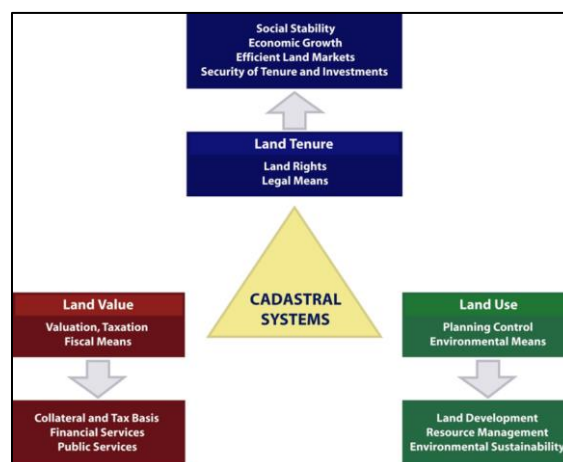 Social Stability
Economic Growth
Efficient Land Markets
Security of Tenure and Investments
Land Tenure
Land Rights
Legal Means
CADASTRAL
SYSTEMS
Land Value
Valuation, Taxation
Fiscal Means
Collateral and Tax Basis
Financial Services
Public Services
Land Use
Planning Control
Environmental Means
Land Development
Resource Management
Environmental Sustainability